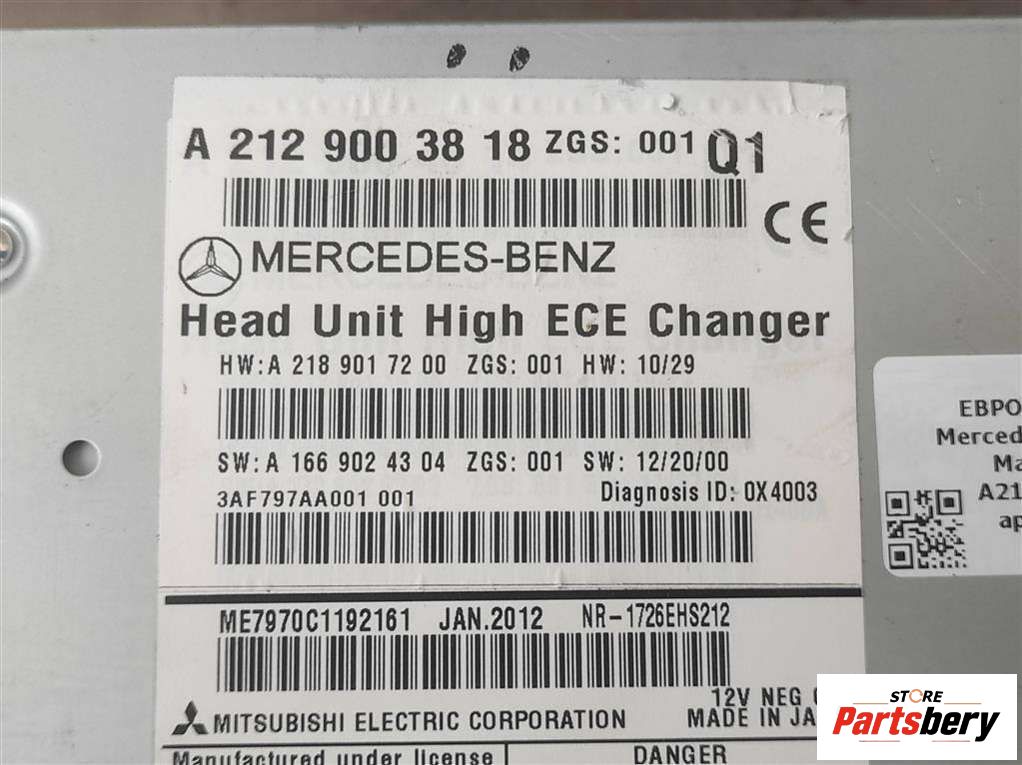 A 212 900 38 18 ZGS: 001 Q1
CE
MERCEDES-BENZ
Head Unit High ECE Changer
HW:A 218 901 72 00 ZGS: 001 HW: 10/29
SW:A 166 902 43 04 ZGS: 001 SW: 12/20/00
3AF797AA001 001 Diagnosis ID: 0X4003
ME7970C1192161 JAN.2012 NR-1726EHS212
12V NEG
MITSUBISHI ELECTRIC CORPORATION MADE IN JA
Manufactured under license DANGER
ЕВРО
Merced
Ma
A21
ар
STORE
Partsbery